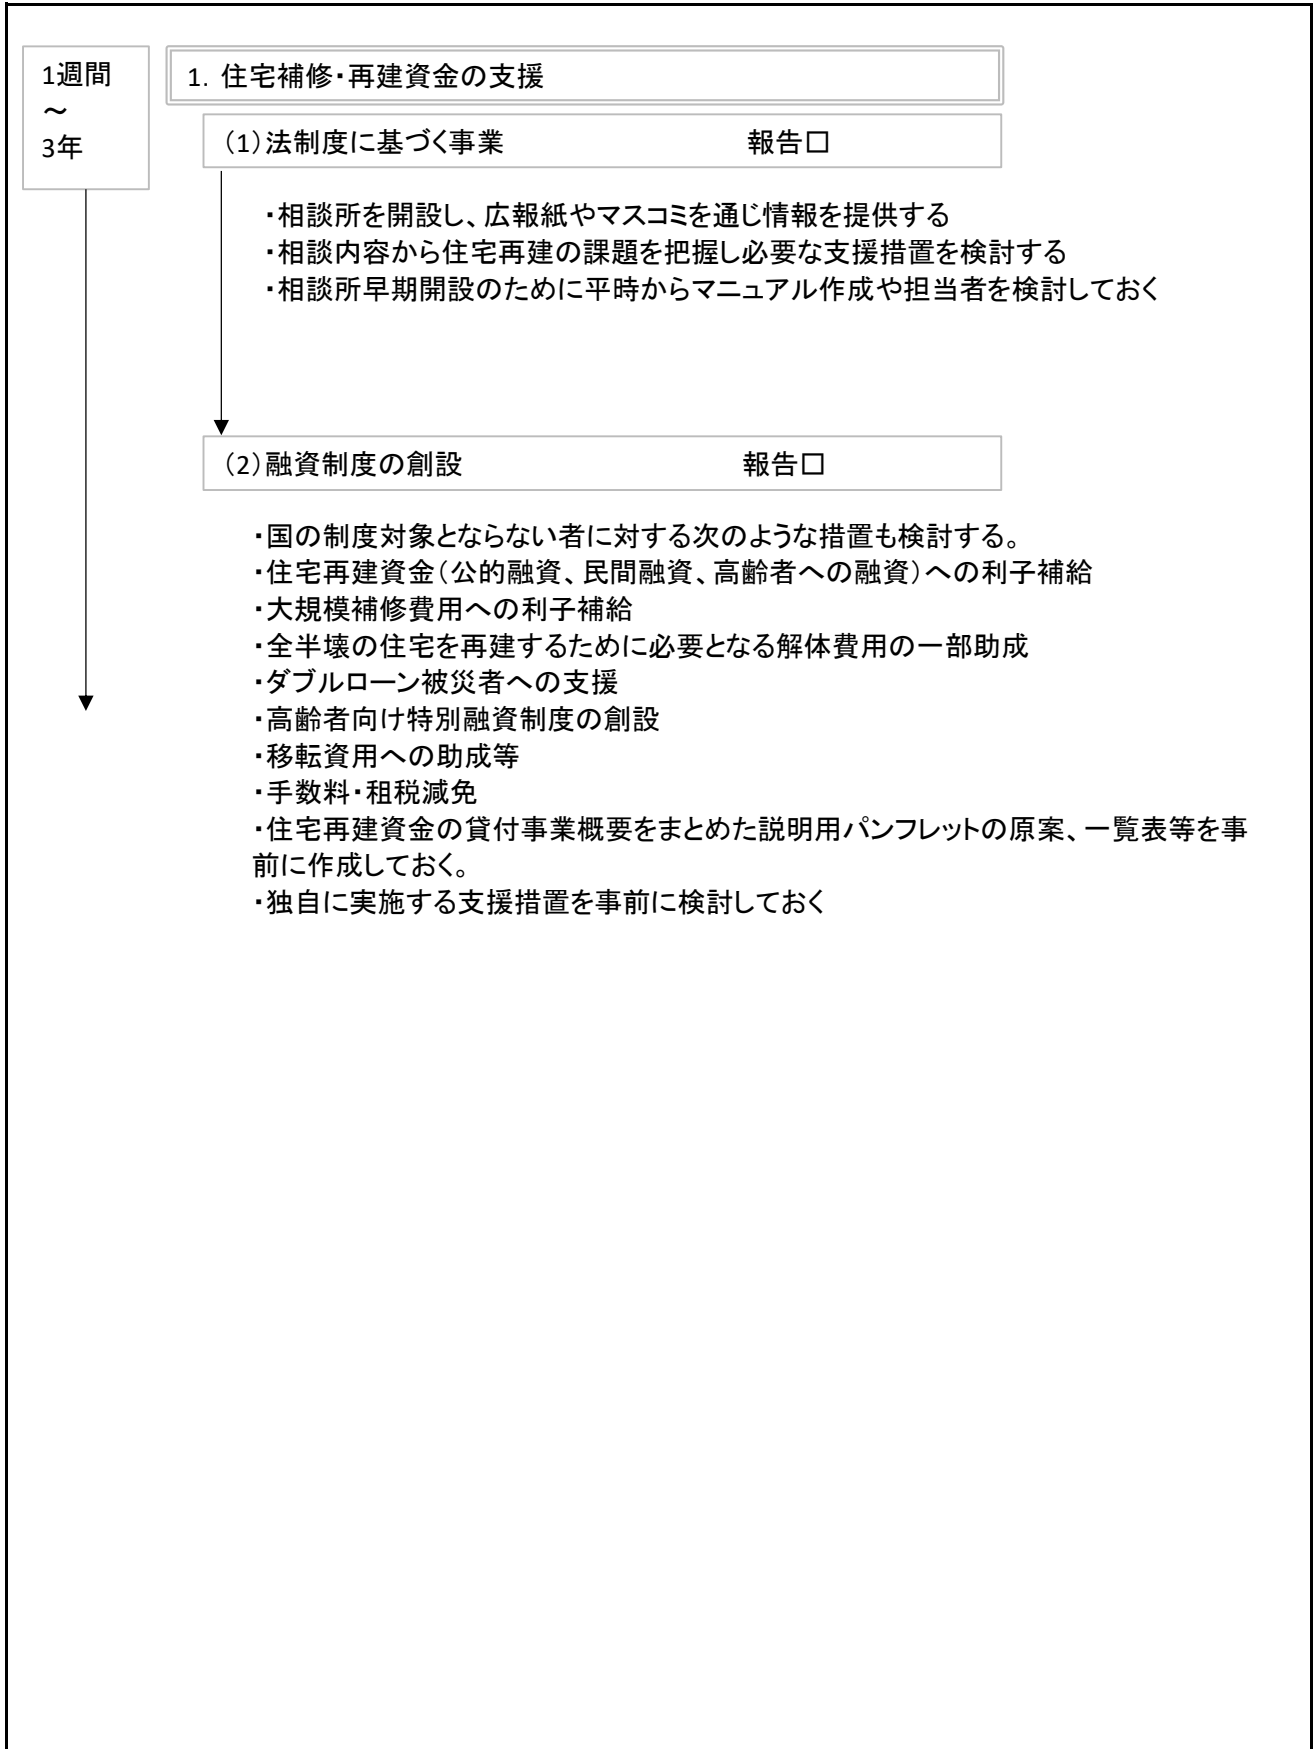 1週間
～
3年
1．住宅補修・再建資金の支援
（1）法制度に基づく事業　報告□
・相談所を開設し、広報紙やマスコミを通じ情報を提供する
・相談内容から住宅再建の課題を把握し必要な支援措置を検討する
・相談所早期開設のために平時からマニュアル作成や担当者を検討しておく
（2）融資制度の創設　報告□
・国の制度対象とならない者に対する次のような措置も検討する。
・住宅再建資金（公的融資、民間融資、高齢者への融資）への利子補給
・大規模補修費用への利子補給
・全半壊の住宅を再建するために必要となる解体費用の一部助成
・ダブルローン被災者への支援
・高齢者向け特別融資制度の創設
・移転資用への助成等
・手数料・租税減免
・住宅再建資金の貸付事業概要をまとめた説明用パンフレットの原案、一覧表等を事
前に作成しておく。
・独自に実施する支援措置を事前に検討しておく